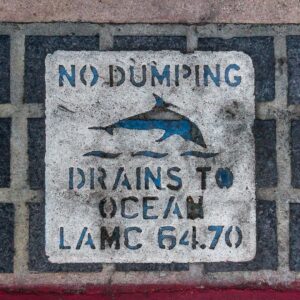 NO DUMPING
DRAINS TO
OCEAN
LAMC 64.70